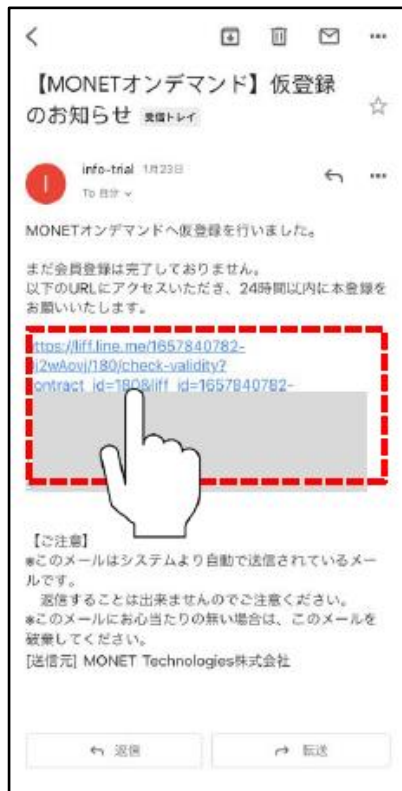 【MONETオンデマンド】仮登録
のお知らせ 受信トレイ
info-trial 1月23日
To 自分
MONETオンデマンドへ仮登録を行いました。
まだ会員登録は完了しておりません。
以下のURLにアクセスいただき、24時間以内に本登録を
お願いいたします。
https://liff.line.me/1657840782-
j2wAovj/180/check-validity?
contract_id=180&liff_id=1657840782-
【ご注意】
※このメールはシステムより自動で送信されているメー
ルです。
返信することは出来ませんのでご注意ください。
※このメールにお心当たりの無い場合は、このメールを
破棄してください。
[送信元] MONET Technologies株式会社
返信
転送